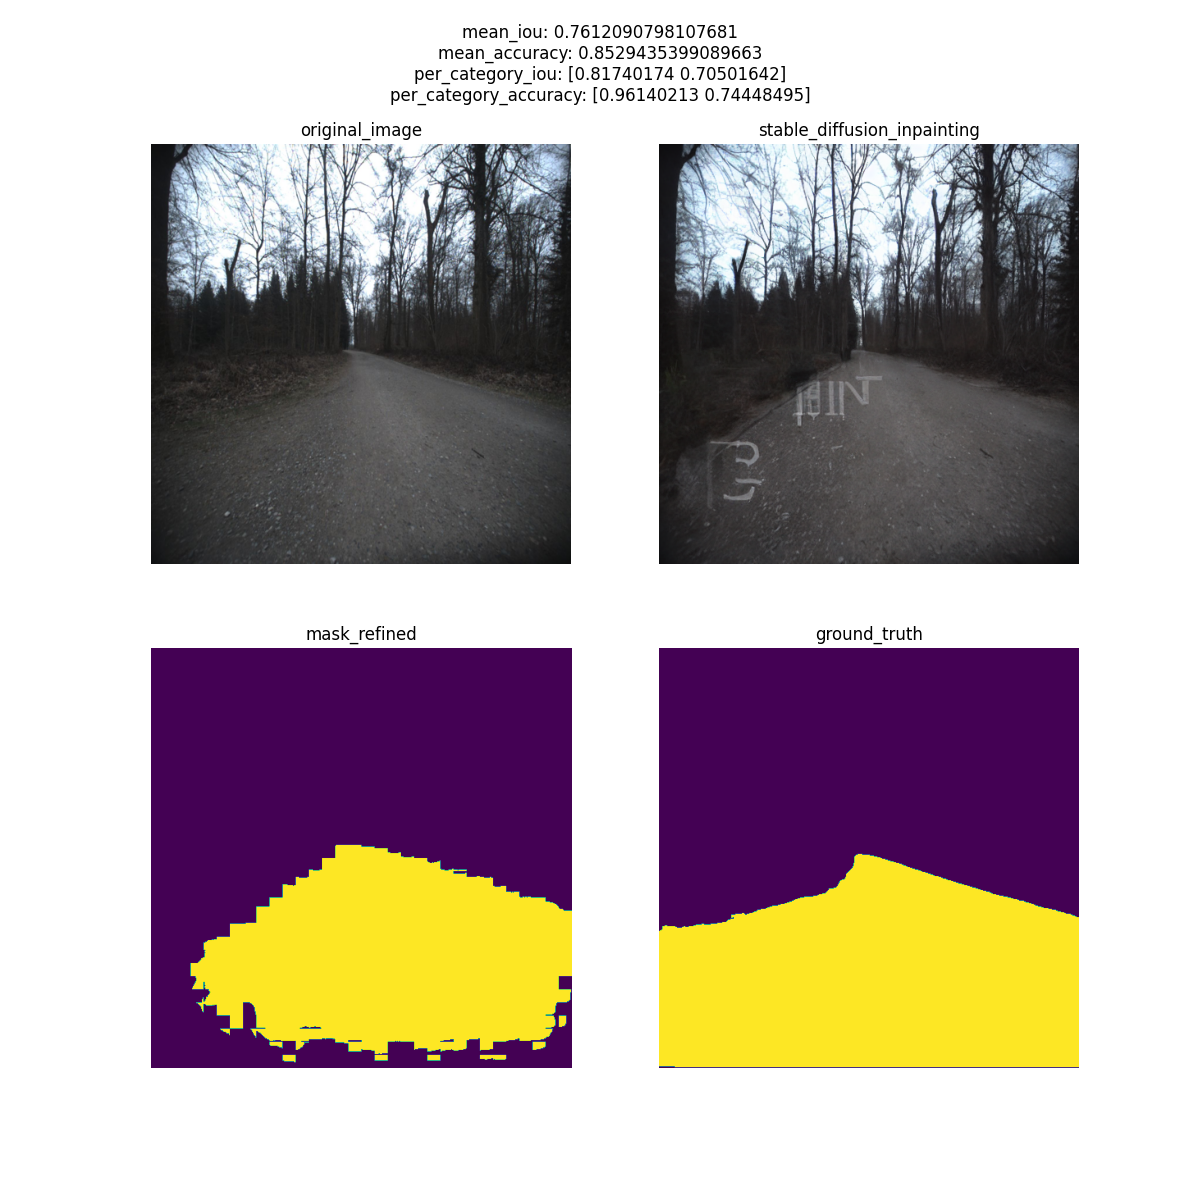 mean_iou: 0.7612090798107681
mean_accuracy: 0.8529435399089663
per_category_iou: [0.81740174 0.70501642]
per_category_accuracy: [0.96140213 0.74448495]
original_image
stable_diffusion_inpainting
mask_refined
ground_truth